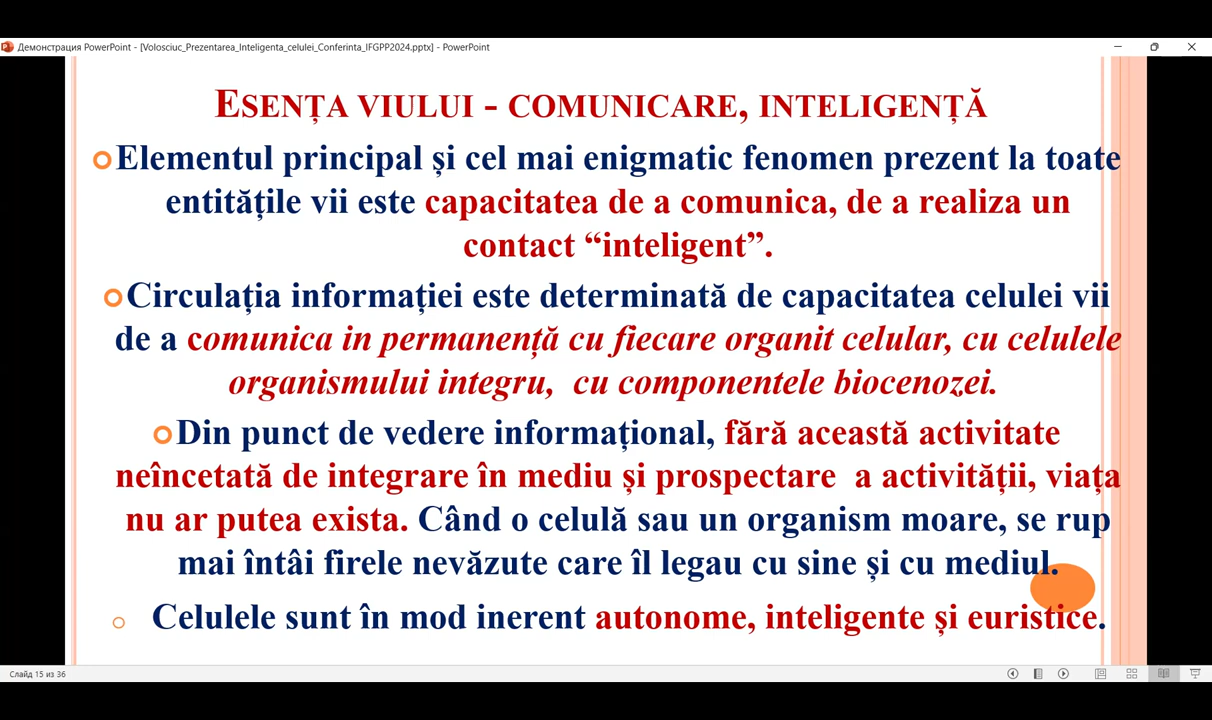 Демонстрация PowerPoint - [Volosciuc_Prezentarea_Inteligenta_celulei_Conferinta_IFGPP2024.pptx] - PowerPoint
ESENȚA VIULUI - COMUNICARE, INTELIGENȚĂ
Elementul principal și cel mai enigmatic fenomen prezent la toate
entitățile vii este capacitatea de a comunica, de a realiza un
contact “inteligent”.
Circulația informației este determinată de capacitatea celulei vii
de a comunica in permanență cu fiecare organit celular, cu celulele
organismului integru, cu componentele biocenozei.
Din punct de vedere informațional, fără această activitate
neîncetată de integrare în mediu și prospectare a activității, viața
nu ar putea exista. Când o celulă sau un organism moare, se rup
mai întâi firele nevăzute care îl legau cu sine și cu mediul.
Celulele sunt în mod inerent autonome, inteligente și euristice.
Слайд 15 из 36